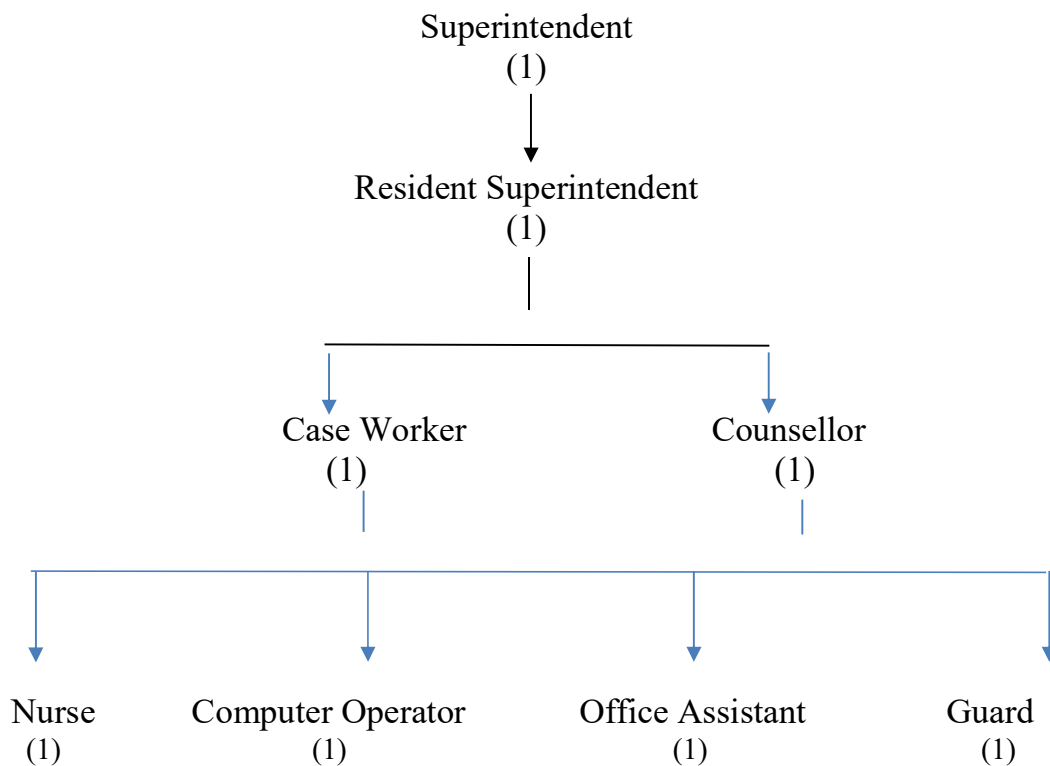 Superintendent
(1)
Resident Superintendent
(1)
Case Worker Counsellor
(1) (1)
Nurse Computer Operator Office Assistant Guard
(1) (1) (1) (1)